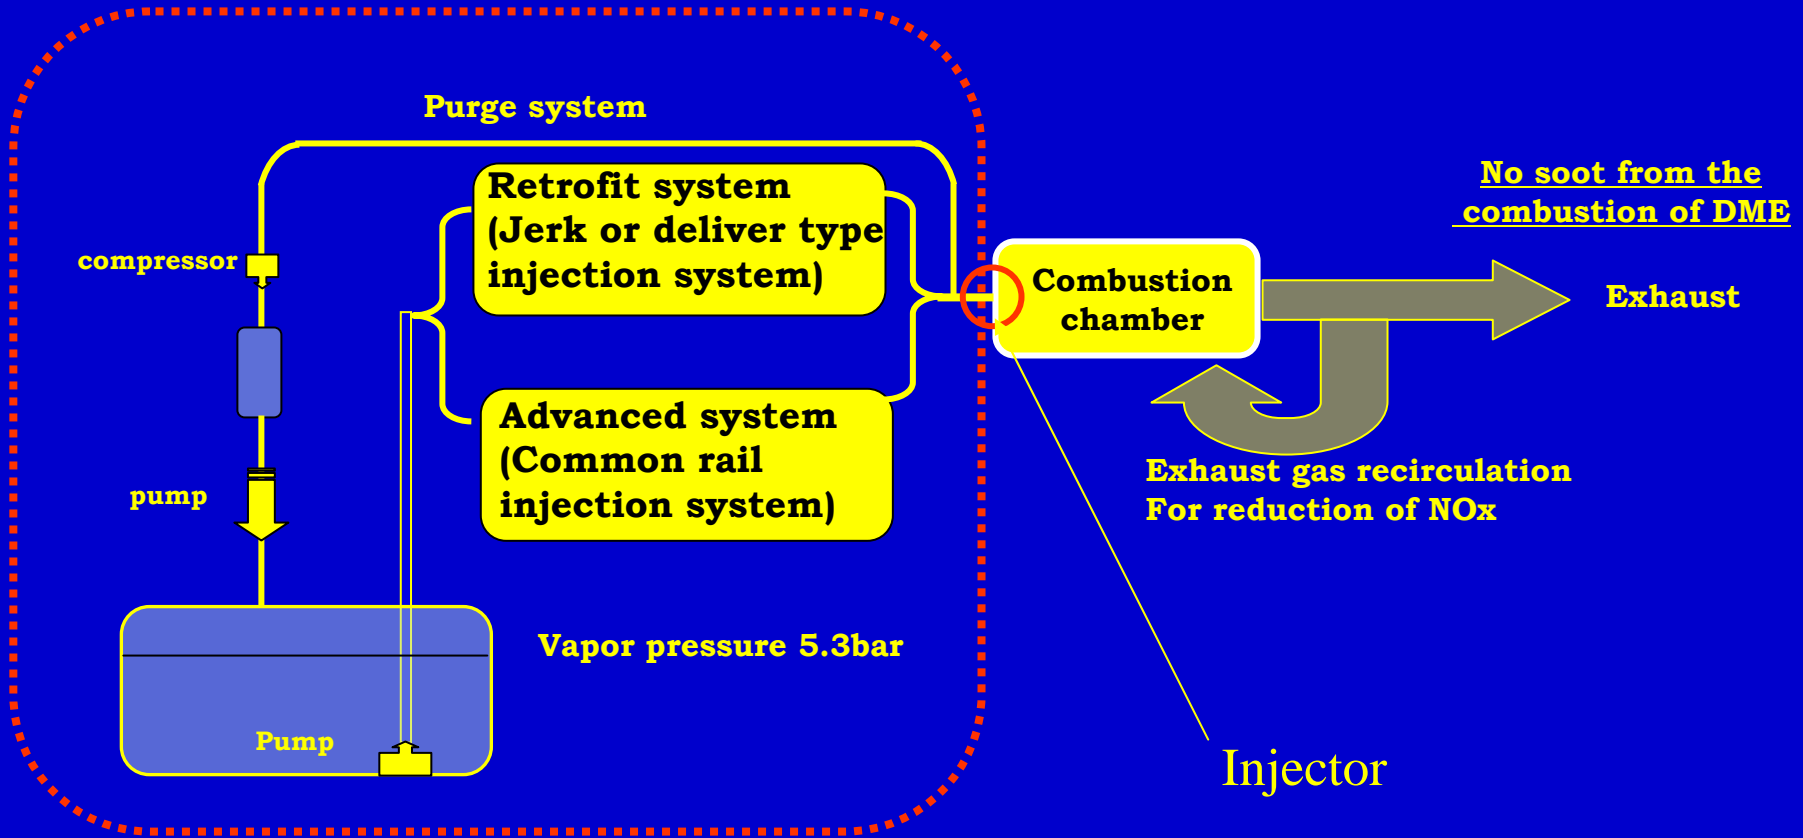 Purge system
Retrofit system
(Jerk or deliver type
injection system)
No soot from the
combustion of DME
compressor
Combustion
chamber
Exhaust
Advanced system
(Common rail
injection system)
pump
Exhaust gas recirculation
For reduction of NOx
Vapor pressure 5.3bar
Pump
Injector